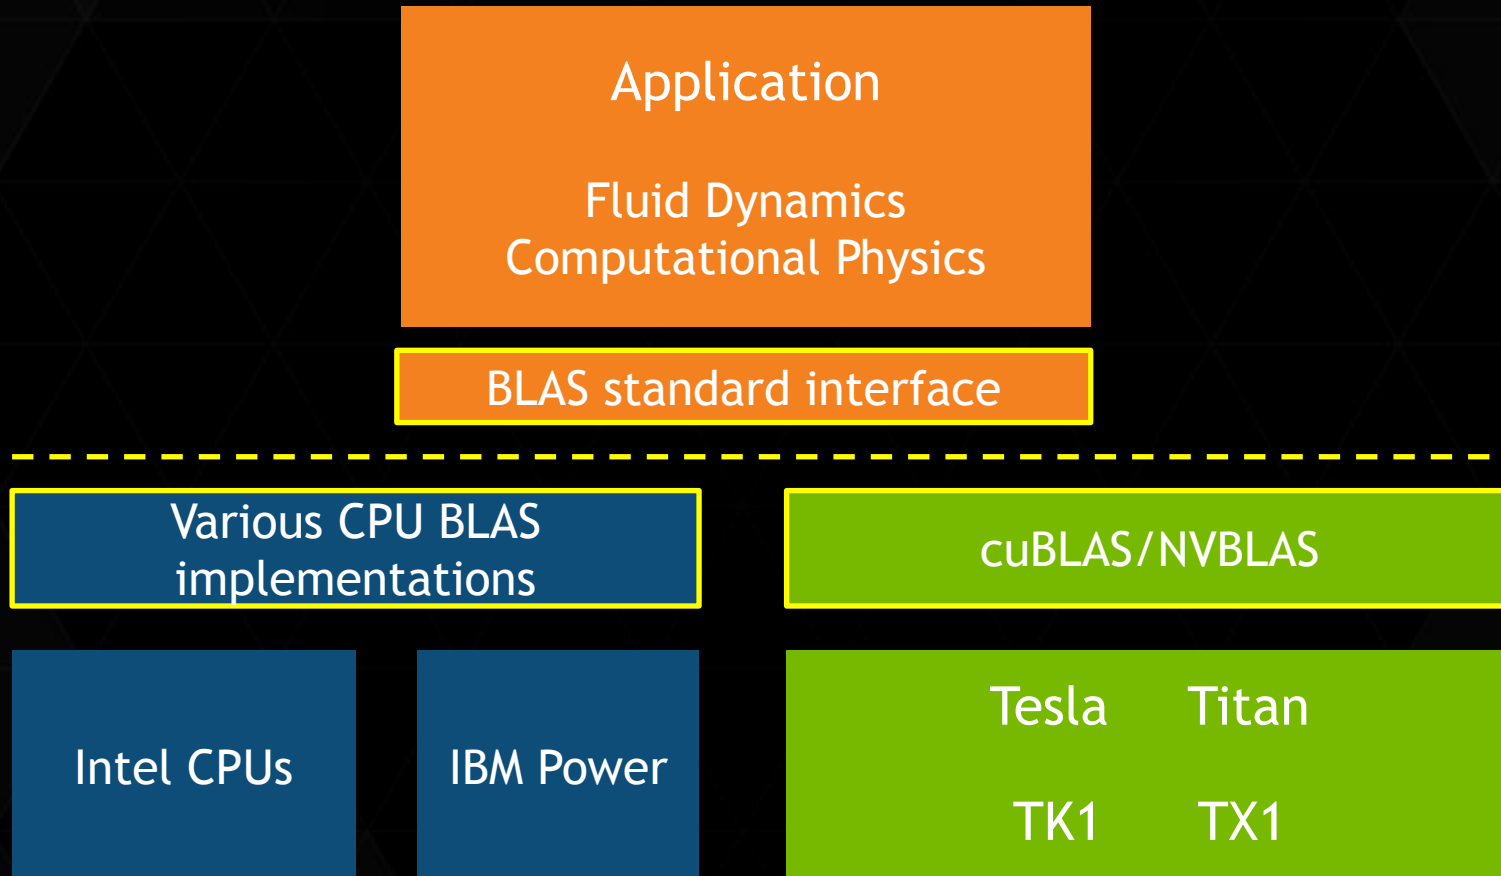 Application
Fluid Dynamics
Computational Physics
BLAS standard interface
Various CPU BLAS
implementations
cuBLAS/NVBLAS
Intel CPUs
IBM Power
Tesla Titan
TK1 TX1